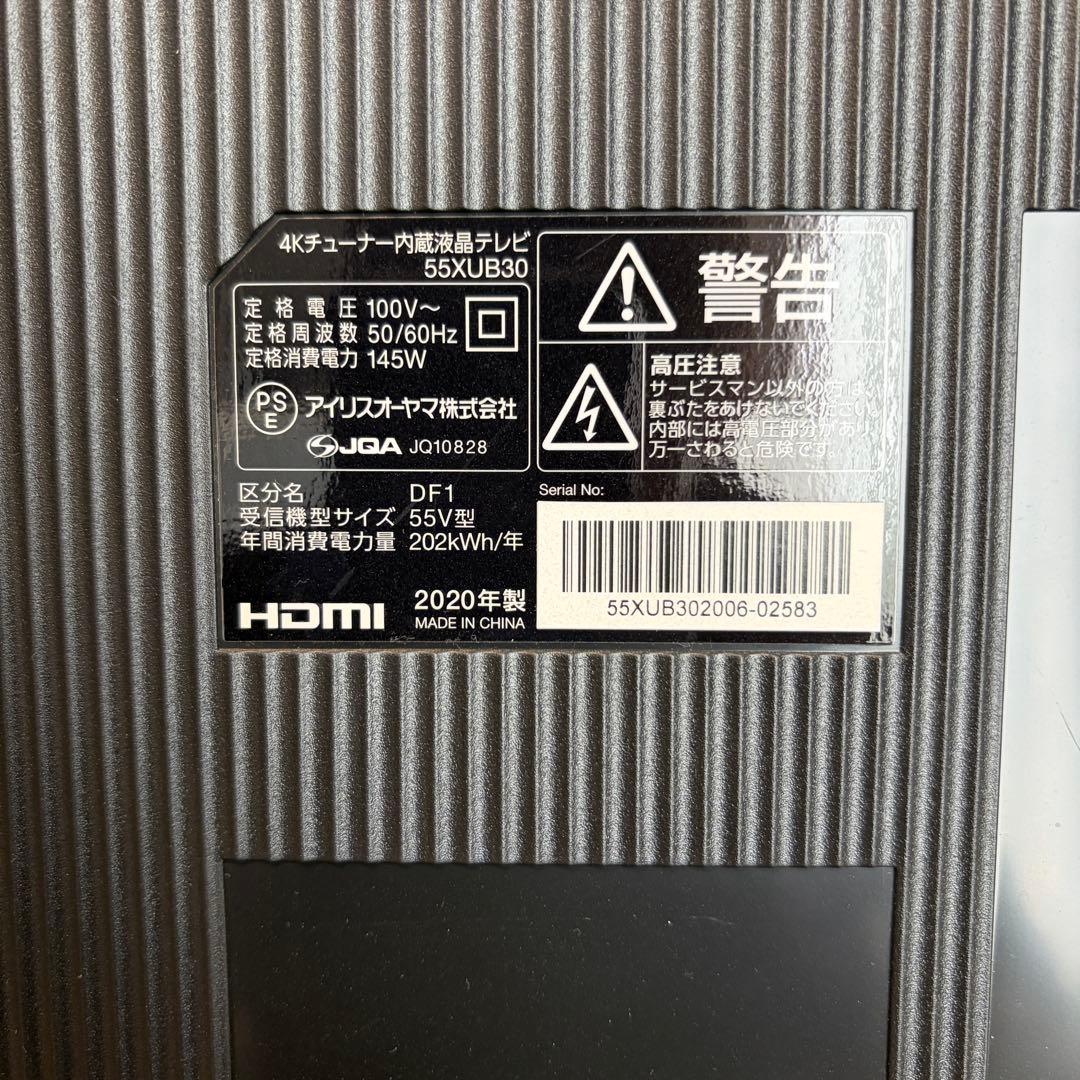 4Kチューナー内蔵液晶テレビ
55XUB30
定格電圧 100V～
定格周波数 50/60Hz
定格消費電力 145W
PS
E
アイリスオーヤマ株式会社
JQA JQ10828
区分名 DF1
受信機型サイズ 55V型
年間消費電力量 202kWh/年
HDMI
2020年製
MADE IN CHINA
警告
高圧注意
サービスマン以外の方は、
裏ぶたをあけないでください。
内部には高電圧部分があり
万一さわると危険です。
Serial No:
55XUB302006-02583